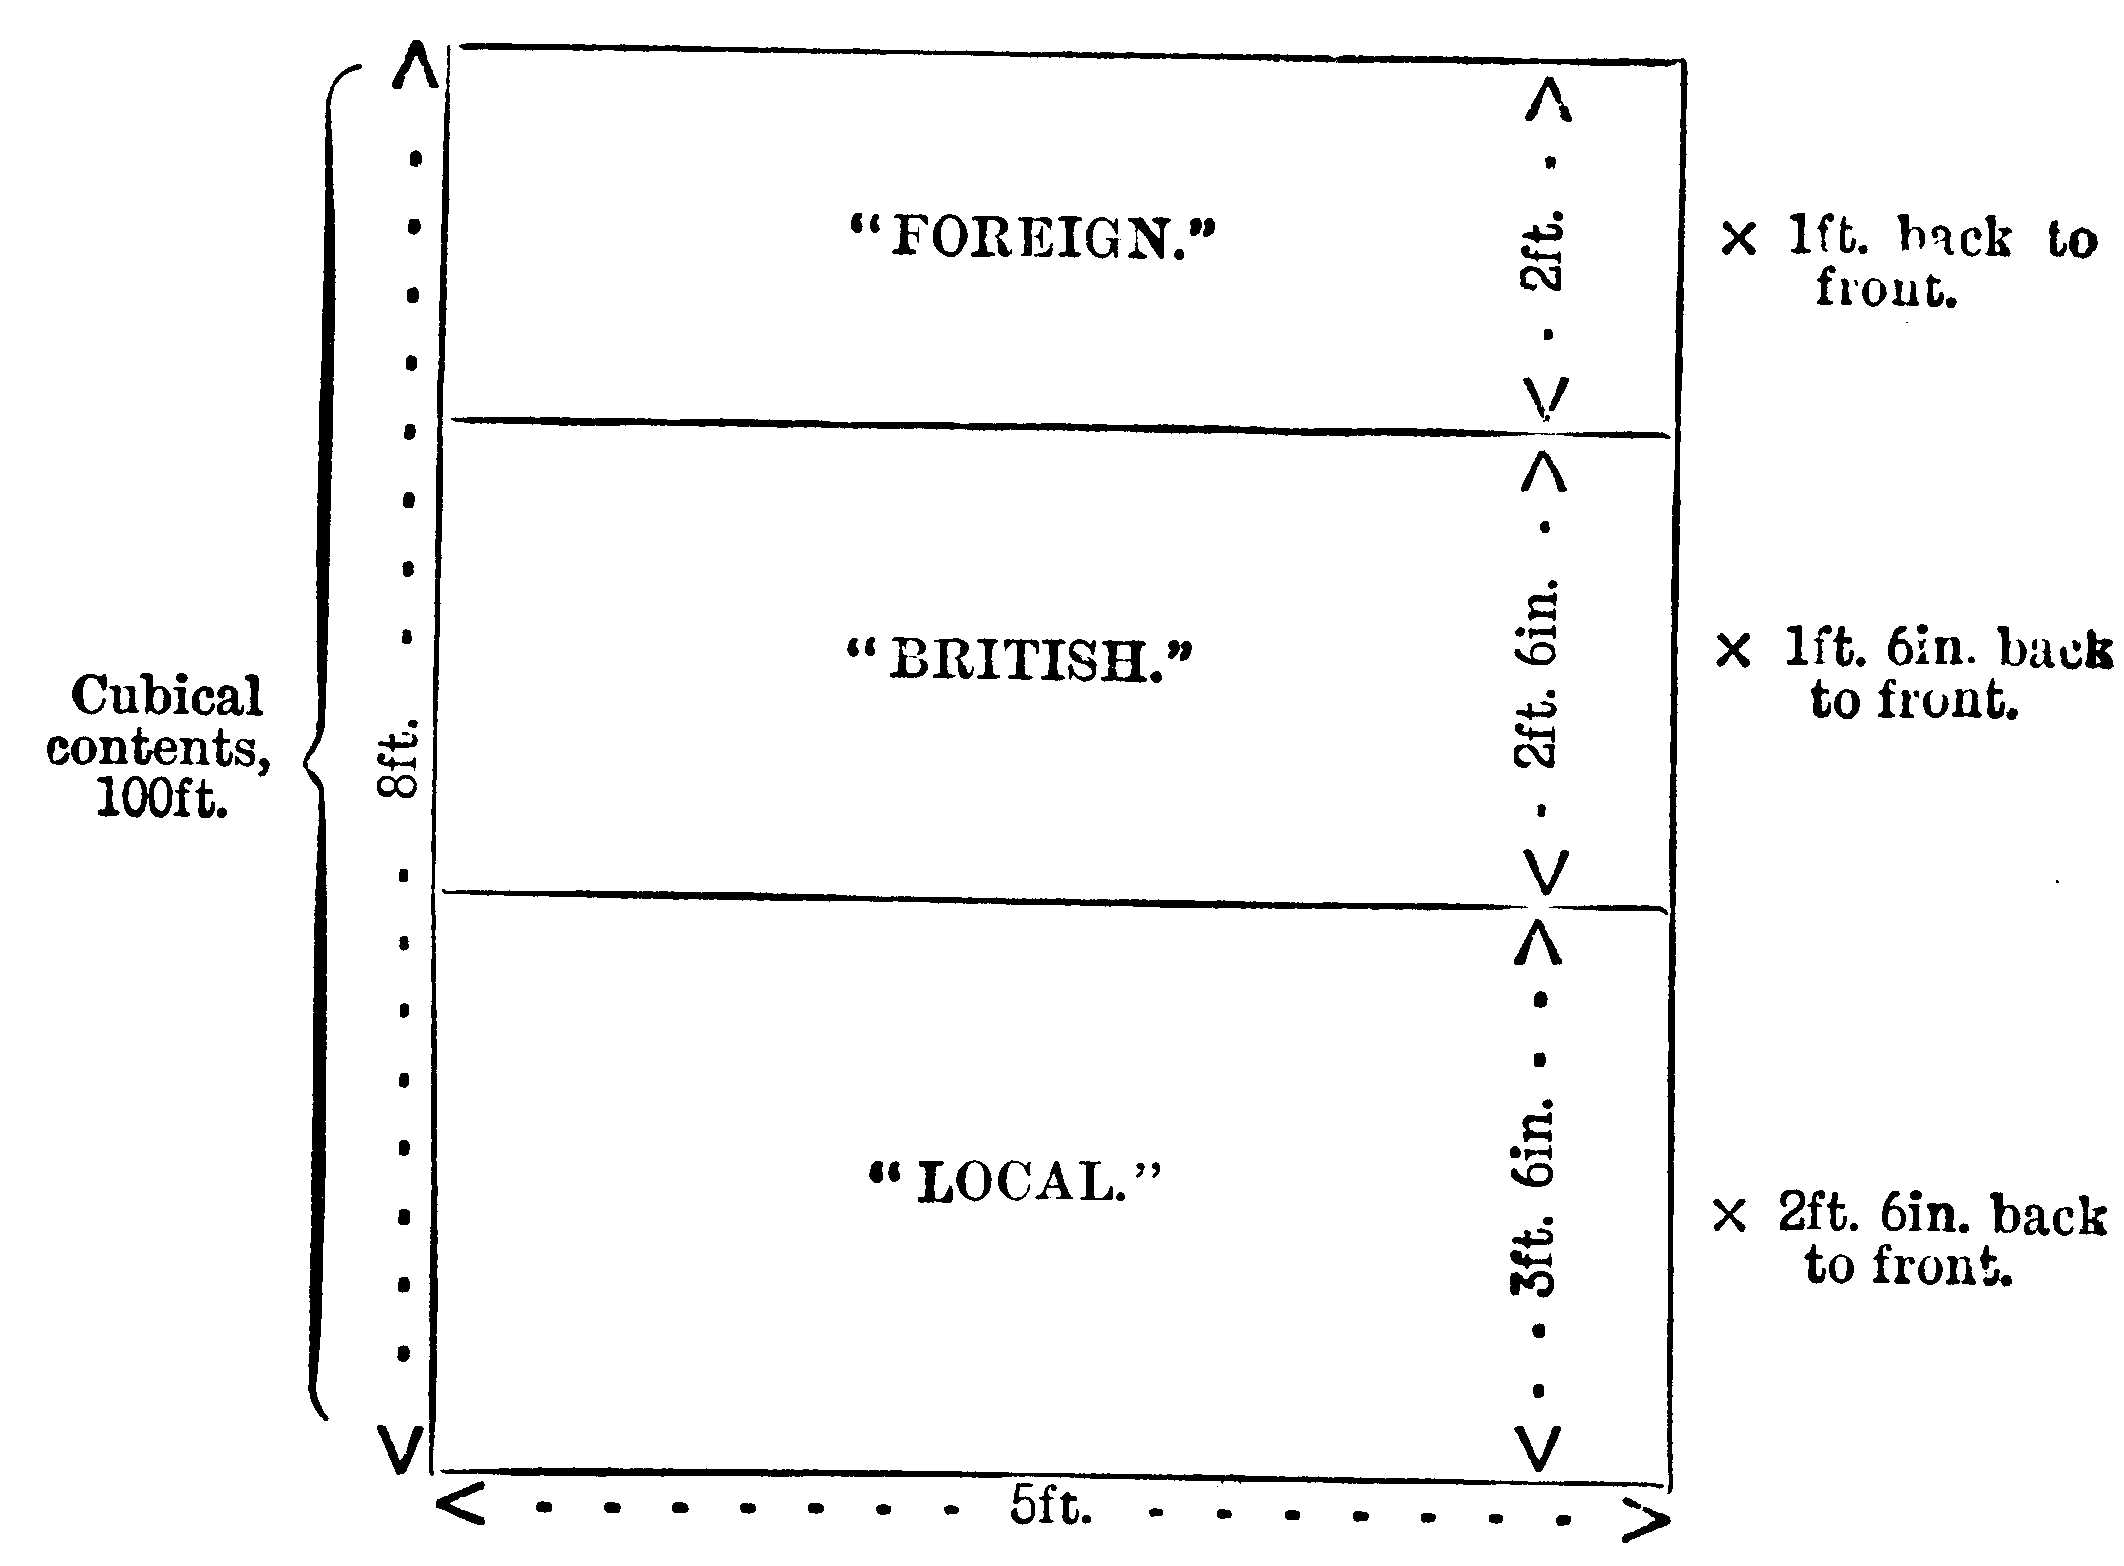 "FOREIGN."
2ft.
× 1ft. back to
front.
"BRITISH."
2ft. 6in.
× 1ft. 6in. back
to front.
Cubical
contents,
100ft.
8ft.
"LOCAL."
3ft. 6in.
× 2ft. 6in. back
to front.
5ft.